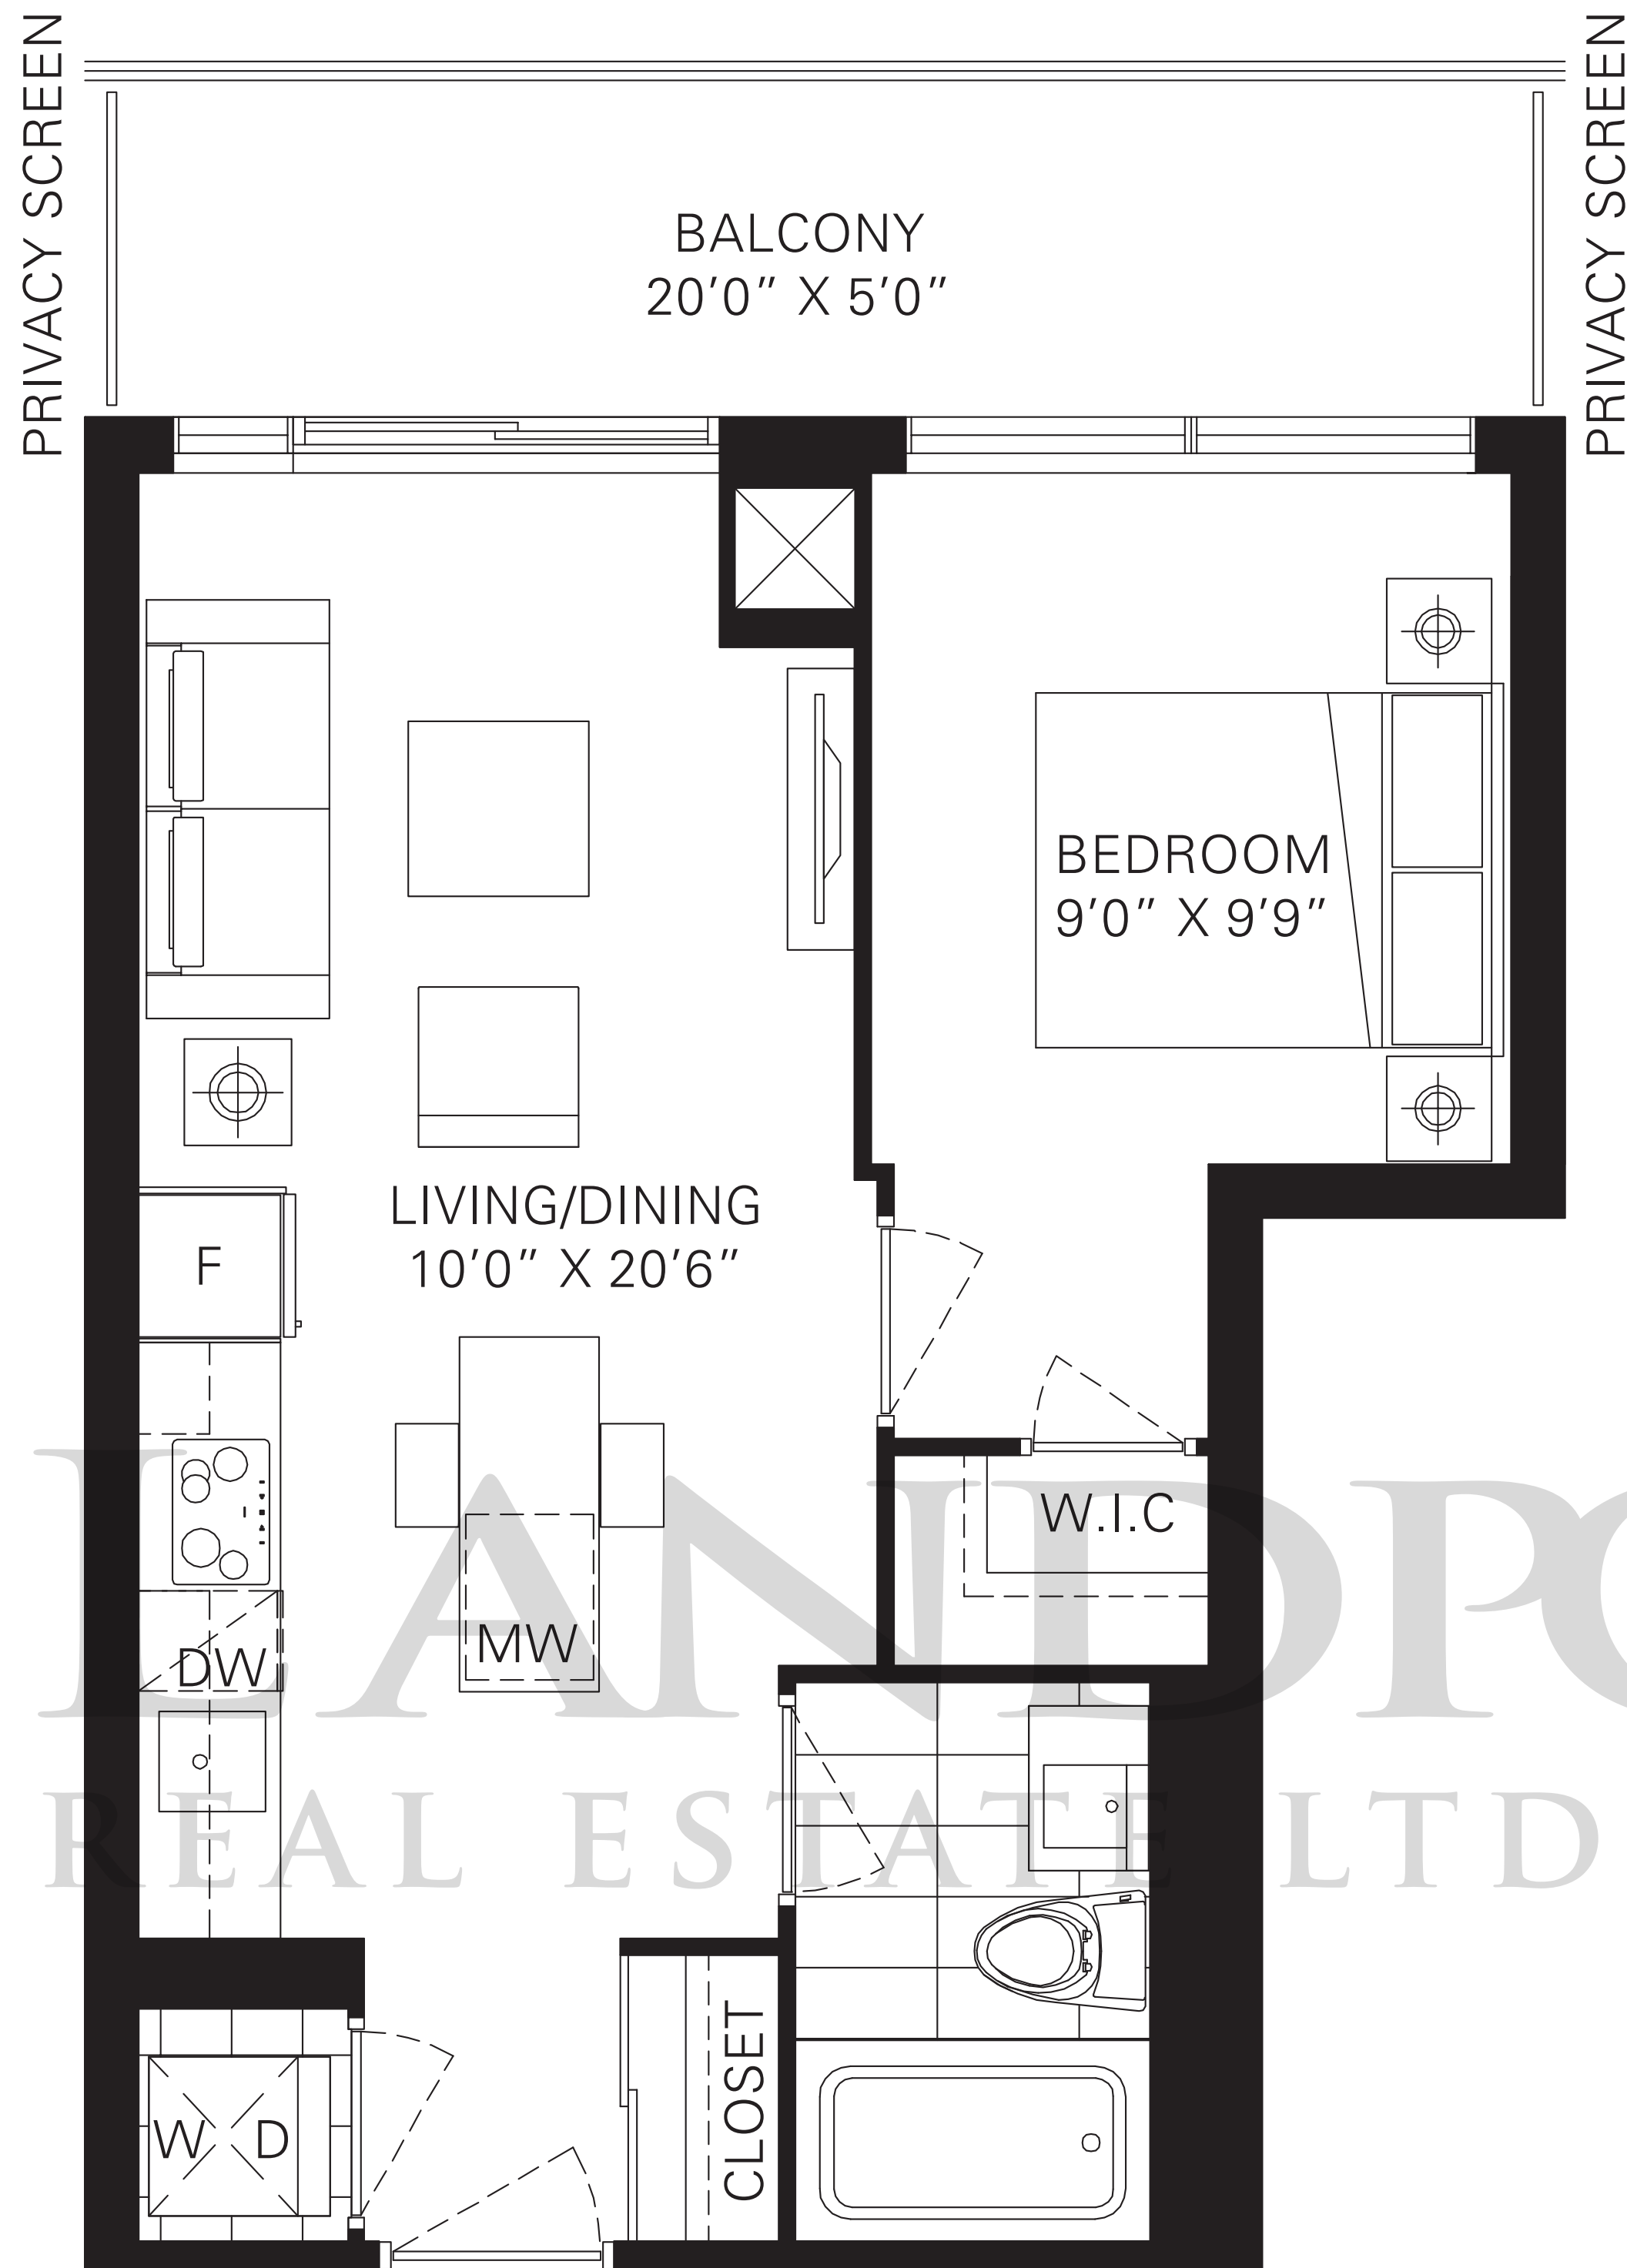 PRIVACY SCREEN
PRIVACY SCREEN
BALCONY
20'0" X 5'0"
BEDROOM
9'0" X 9'9"
LIVING/DINING
10'0" X 20'6"
F
W.I.C
MW
DW
CLOSET
W D
REAL ESTATE LTD